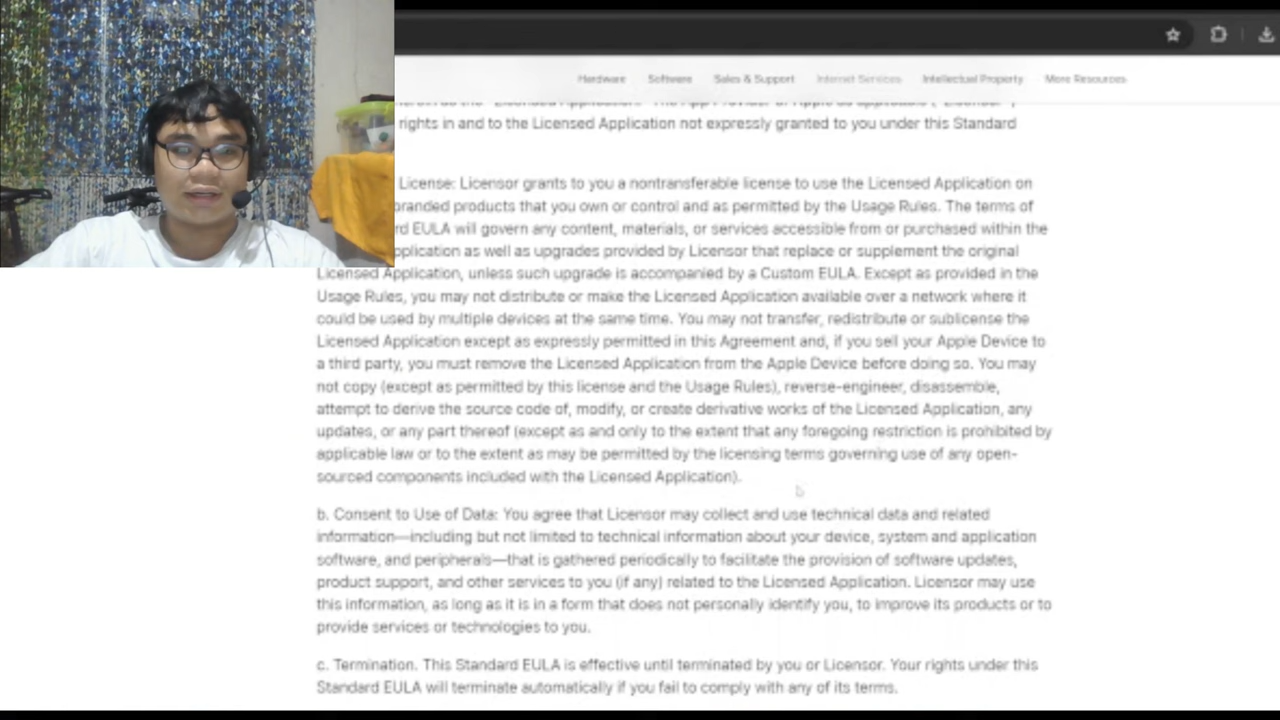 Hardware Software Sales & Support Internet Services Intellectual Property More Resources
rights in and to the Licensed Application not expressly granted to you under this Standard
License: Licensor grants to you a nontransferable license to use the Licensed Application on
branded products that you own or control and as permitted by the Usage Rules. The terms of
rd EULA will govern any content, materials, or services accessible from or purchased within the
pplication as well as upgrades provided by Licensor that replace or supplement the original
Licensed Application, unless such upgrade is accompanied by a Custom EULA. Except as provided in the
Usage Rules, you may not distribute or make the Licensed Application available over a network where it
could be used by multiple devices at the same time. You may not transfer, redistribute or sublicense the
Licensed Application except as expressly permitted in this Agreement and, if you sell your Apple Device to
a third party, you must remove the Licensed Application from the Apple Device before doing so. You may
not copy (except as permitted by this license and the Usage Rules), reverse-engineer, disassemble,
attempt to derive the source code of, modify, or create derivative works of the Licensed Application, any
updates, or any part thereof (except as and only to the extent that any foregoing restriction is prohibited by
applicable law or to the extent as may be permitted by the licensing terms governing use of any open-
sourced components included with the Licensed Application).
b. Consent to Use of Data: You agree that Licensor may collect and use technical data and related
information—including but not limited to technical information about your device, system and application
software, and peripherals—that is gathered periodically to facilitate the provision of software updates,
product support, and other services to you (if any) related to the Licensed Application. Licensor may use
this information, as long as it is in a form that does not personally identify you, to improve its products or to
provide services or technologies to you.
c. Termination. This Standard EULA is effective until terminated by you or Licensor. Your rights under this
Standard EULA will terminate automatically if you fail to comply with any of its terms.